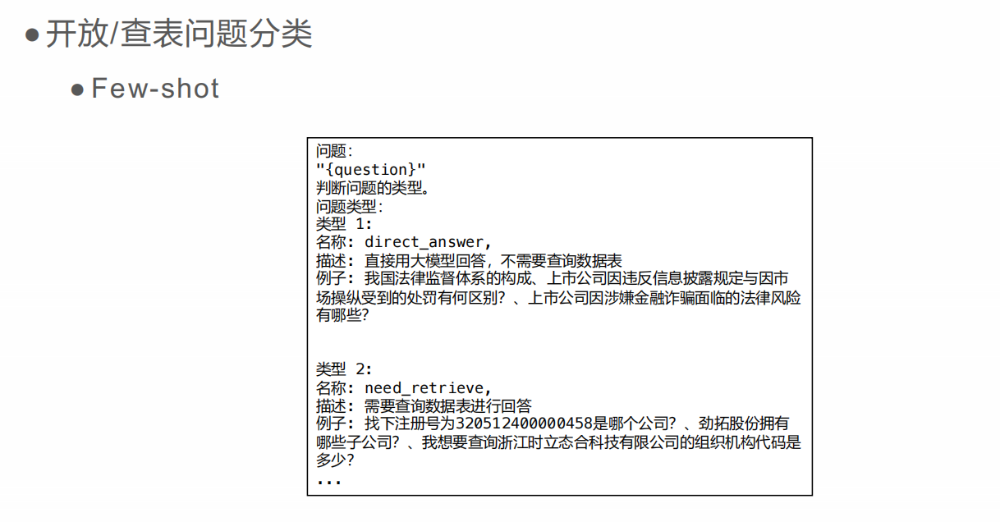 ●开放/查表问题分类
●Few-shot
问题：
"{question}"
判断问题的类型。
问题类型：
类型 1:
名称: direct_answer,
描述: 直接用大模型回答，不需要查询数据表
例子: 我国法律监督体系的构成、上市公司因违反信息披露规定与因市
场操纵受到的处罚有何区别？、上市公司因涉嫌金融诈骗面临的法律风险
有哪些？
类型 2:
名称: need_retrieve,
描述: 需要查询数据表进行回答
例子: 找下注册号为320512400000458是哪个公司？、劲拓股份拥有
哪些子公司？、我想要查询浙江时立态合科技有限公司的组织机构代码是
多少？
...